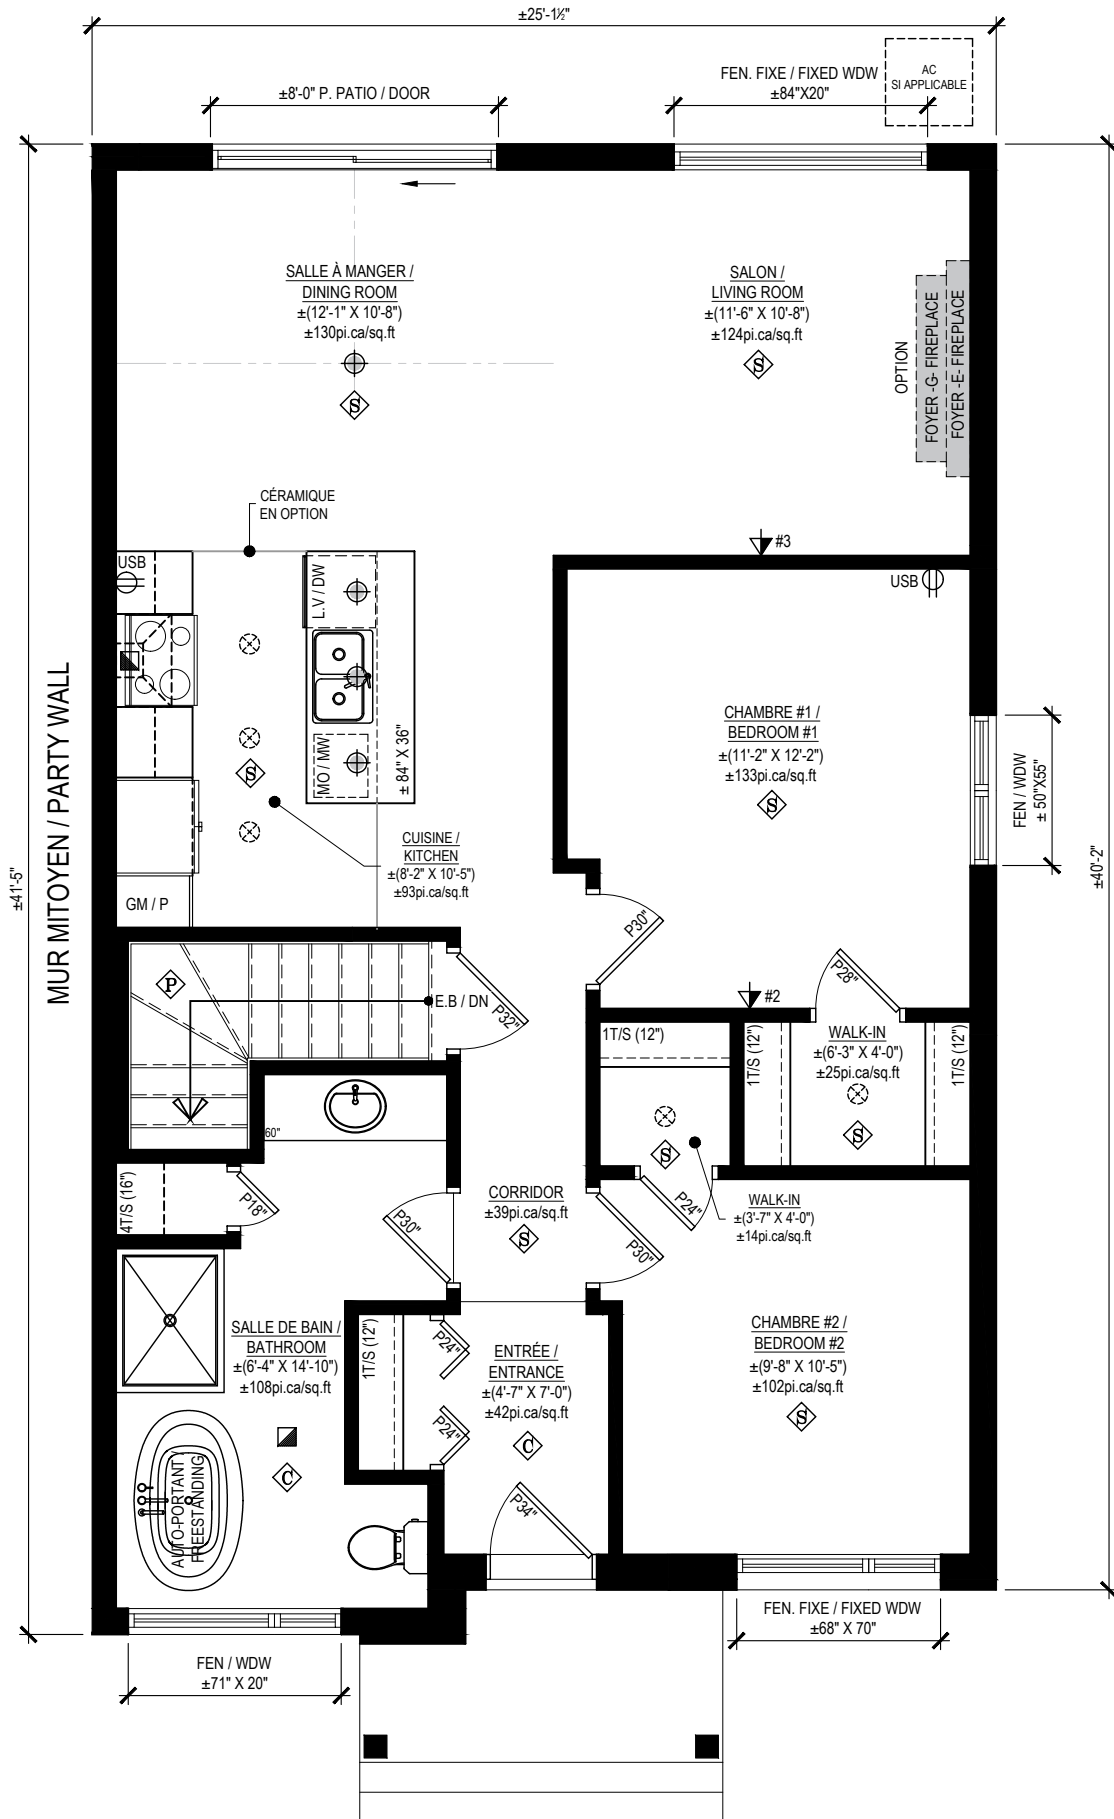 ±25'-1½"
±8'-0" P. PATIO / DOOR
FEN. FIXE / FIXED WDW
±84"X20"
AC
SI APPLICABLE
SALLE À MANGER /
DINING ROOM
±(12'-1" X 10'-8")
±130pi.ca/sq.ft
S
SALON /
LIVING ROOM
±(11'-6" X 10'-8")
±124pi.ca/sq.ft
S
OPTION
FOYER -G- FIREPLACE
FOYER -E- FIREPLACE
CÉRAMIQUE
EN OPTION
#3
USB
USB
L.V / DW
MO / MW
± 84" X 36"
S
CUISINE /
KITCHEN
±(8'-2" X 10'-5")
±93pi.ca/sq.ft
GM / P
MUR MITOYEN / PARTY WALL
±41'-5"
CHAMBRE #1 /
BEDROOM #1
±(11'-2" X 12'-2")
±133pi.ca/sq.ft
S
FEN / WDW
± 50"X55"
±40'-2"
P30"
P28"
P
E.B / DN
P32"
#2
1T/S (12")
1T/S (12")
WALK-IN
±(6'-3" X 4'-0")
±25pi.ca/sq.ft
S
1T/S (12")
60"
S
4T/S (16")
P18"
P30"
CORRIDOR
±39pi.ca/sq.ft
S
P30"
P24"
WALK-IN
±(3'-7" X 4'-0")
±14pi.ca/sq.ft
SALLE DE BAIN /
BATHROOM
±(6'-4" X 14'-10")
±108pi.ca/sq.ft
C
1T/S (12")
P24"
P24"
ENTRÉE /
ENTRANCE
±(4'-7" X 7'-0")
±42pi.ca/sq.ft
C
CHAMBRE #2 /
BEDROOM #2
±(9'-8" X 10'-5")
±102pi.ca/sq.ft
S
AUTO-PORTANT /
FREESTANDING
P34"
FEN. FIXE / FIXED WDW
±68" X 70"
FEN / WDW
±71" X 20"